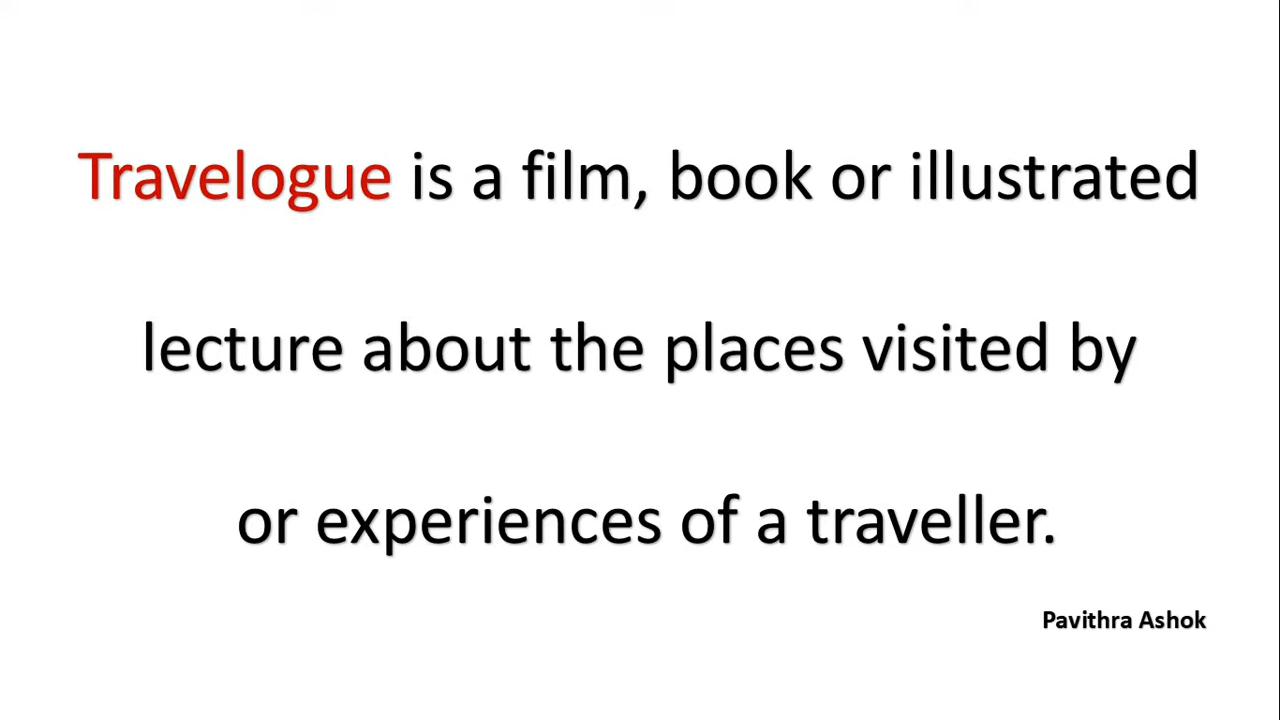 Travelogue is a film, book or illustrated
lecture about the places visited by
or experiences of a traveller.
Pavithra Ashok